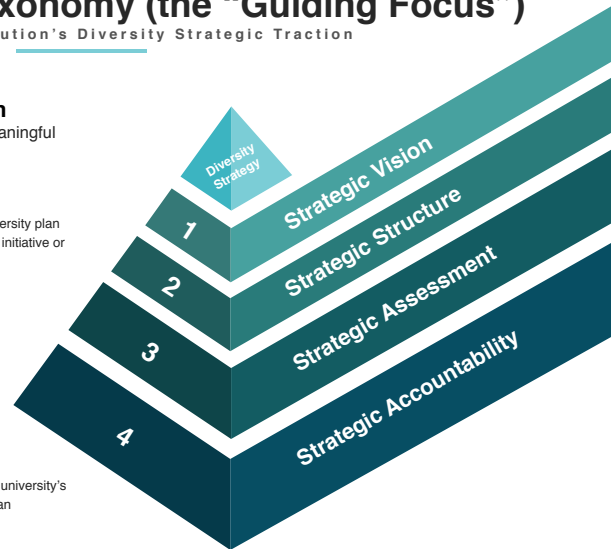 xonomy (the "Guiding Focus")
ution's Diversity Strategic Traction
n
aningful
ersity plan
initiative or
university's
an
Diversity
Strategy
1
Strategic Vision
2
Strategic Structure
3
Strategic Assessment
4
Strategic Accountability